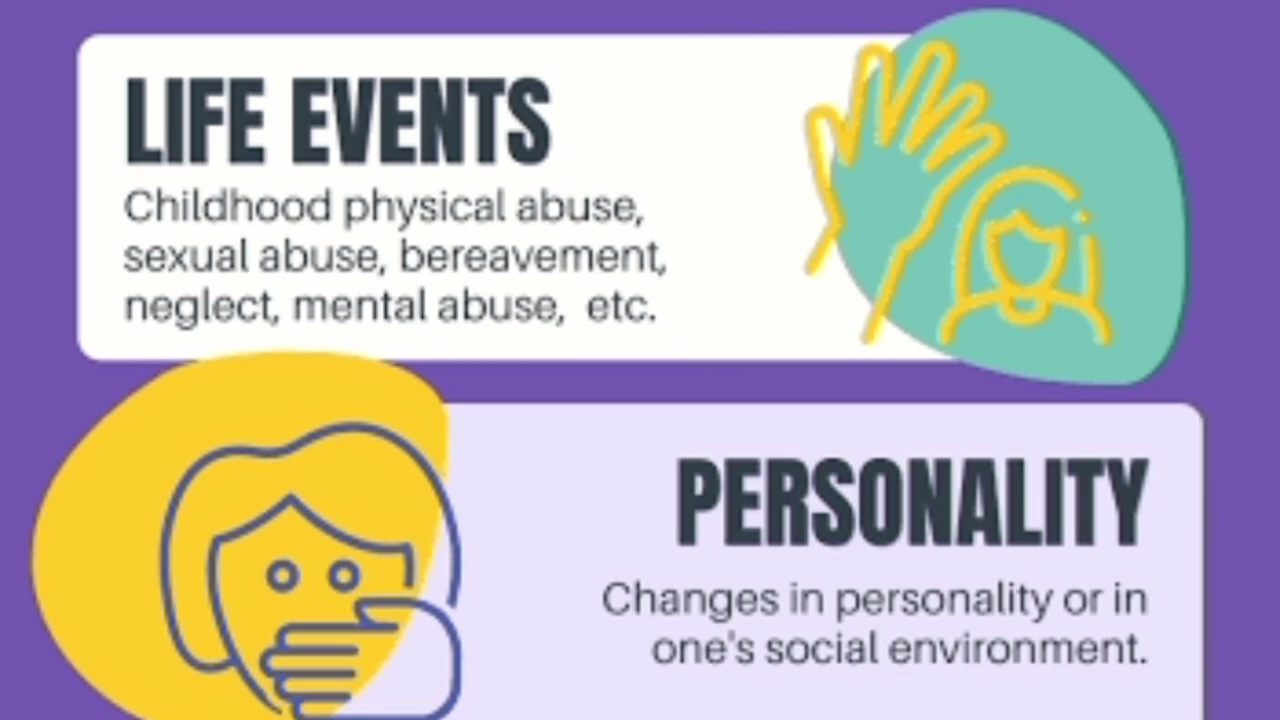 LIFE EVENTS
Childhood physical abuse,
sexual abuse, bereavement,
neglect, mental abuse,  etc.
PERSONALITY
Changes in personality or in
one's social environment.